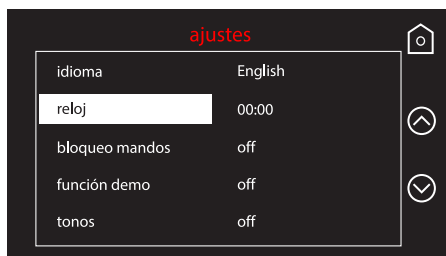 ajustes
idioma English
reloj 00:00
bloqueo mandos off
función demo off
tonos off